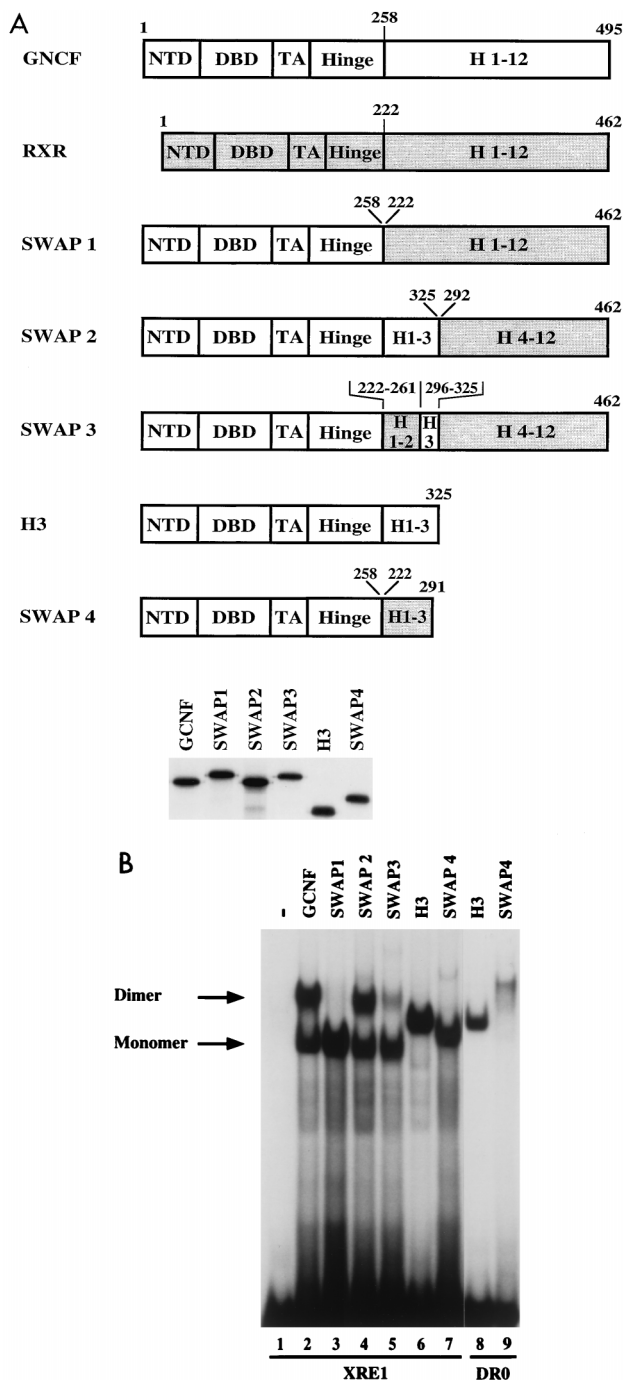 A
1 258 495
GNCF NTD DBD TA Hinge H 1-12
1 222 462
RXR NTD DBD TA Hinge H 1-12
258 222 462
SWAP 1 NTD DBD TA Hinge H 1-12
325 292 462
SWAP 2 NTD DBD TA Hinge H1-3 H 4-12
222-261 296-325 462
SWAP 3 NTD DBD TA Hinge H 1-2 H 3 H 4-12
325
H3 NTD DBD TA Hinge H1-3
258 222 291
SWAP 4 NTD DBD TA Hinge H1-3
GCNF SWAP1 SWAP2 SWAP3 H3 SWAP4
B
- GCNF SWAP1 SWAP 2 SWAP3 H3 SWAP 4 H3 SWAP4
Dimer
Monomer
1 2 3 4 5 6 7 8 9
XRE1 DR0